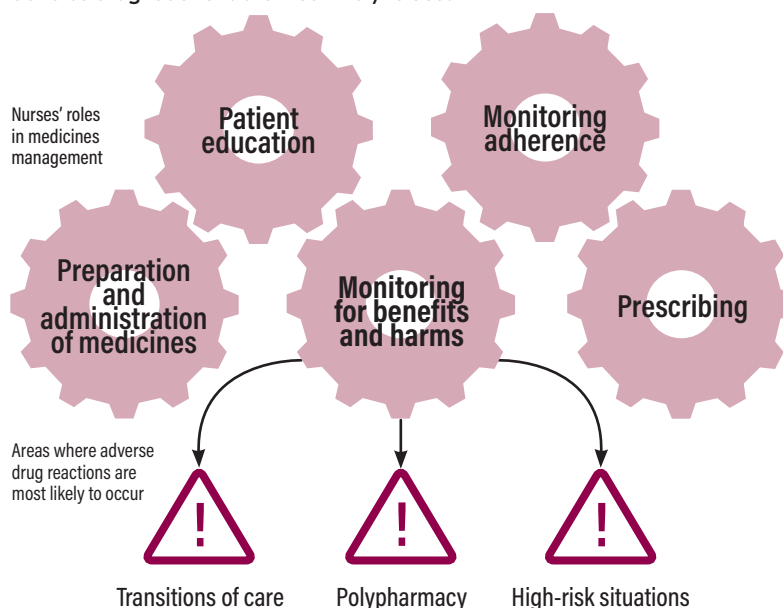 Nurses' roles
in medicines
management
Patient
education
Monitoring
adherence
Preparation
and
administration
of medicines
Monitoring
for benefits
and harms
Prescribing
Areas where adverse
drug reactions are
most likely to occur
!
!
!
Transitions of care
Polypharmacy
High-risk situations